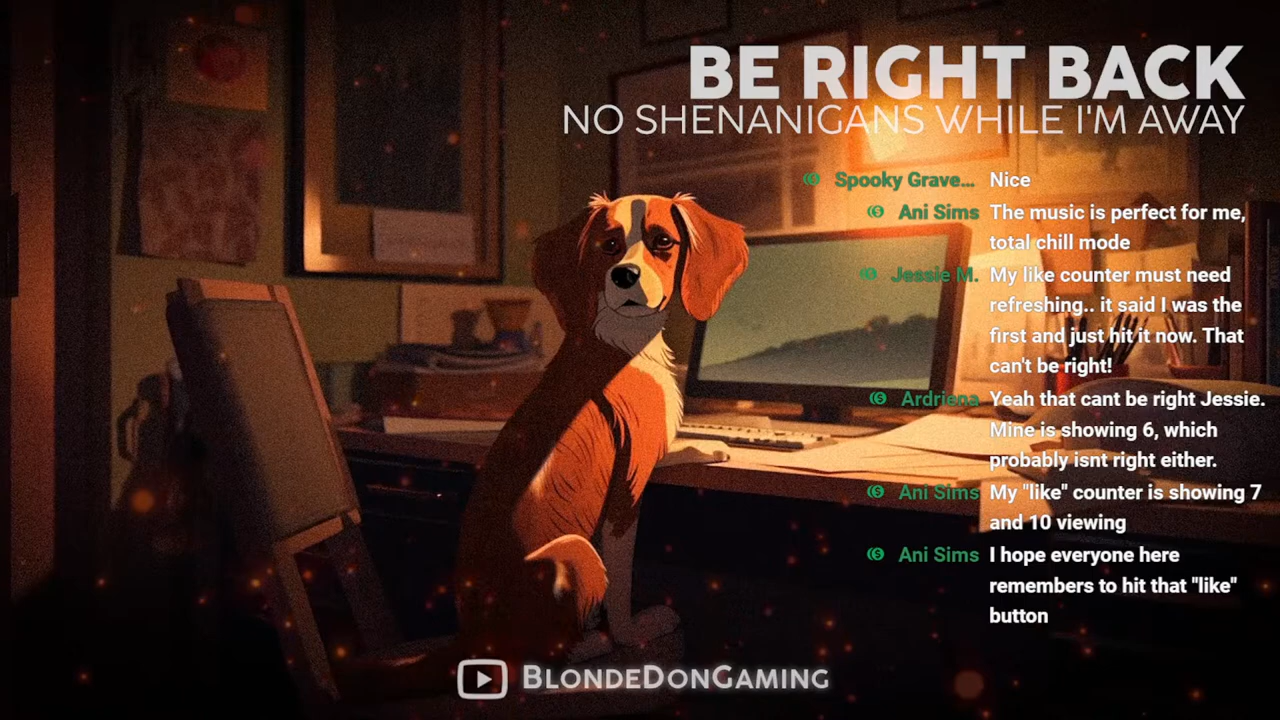 BE RIGHT BACK
NO SHENANIGANS WHILE I'M AWAY
Spooky Grave... Nice
Ani Sims The music is perfect for me,
total chill mode
Jessie M. My like counter must need
refreshing.. it said I was the
first and just hit it now. That
can't be right!
Ardriena Yeah that cant be right Jessie.
Mine is showing 6, which
probably isnt right either.
Ani Sims My "like" counter is showing 7
and 10 viewing
Ani Sims I hope everyone here
remembers to hit that "like"
button
BLONDEDONGAMING